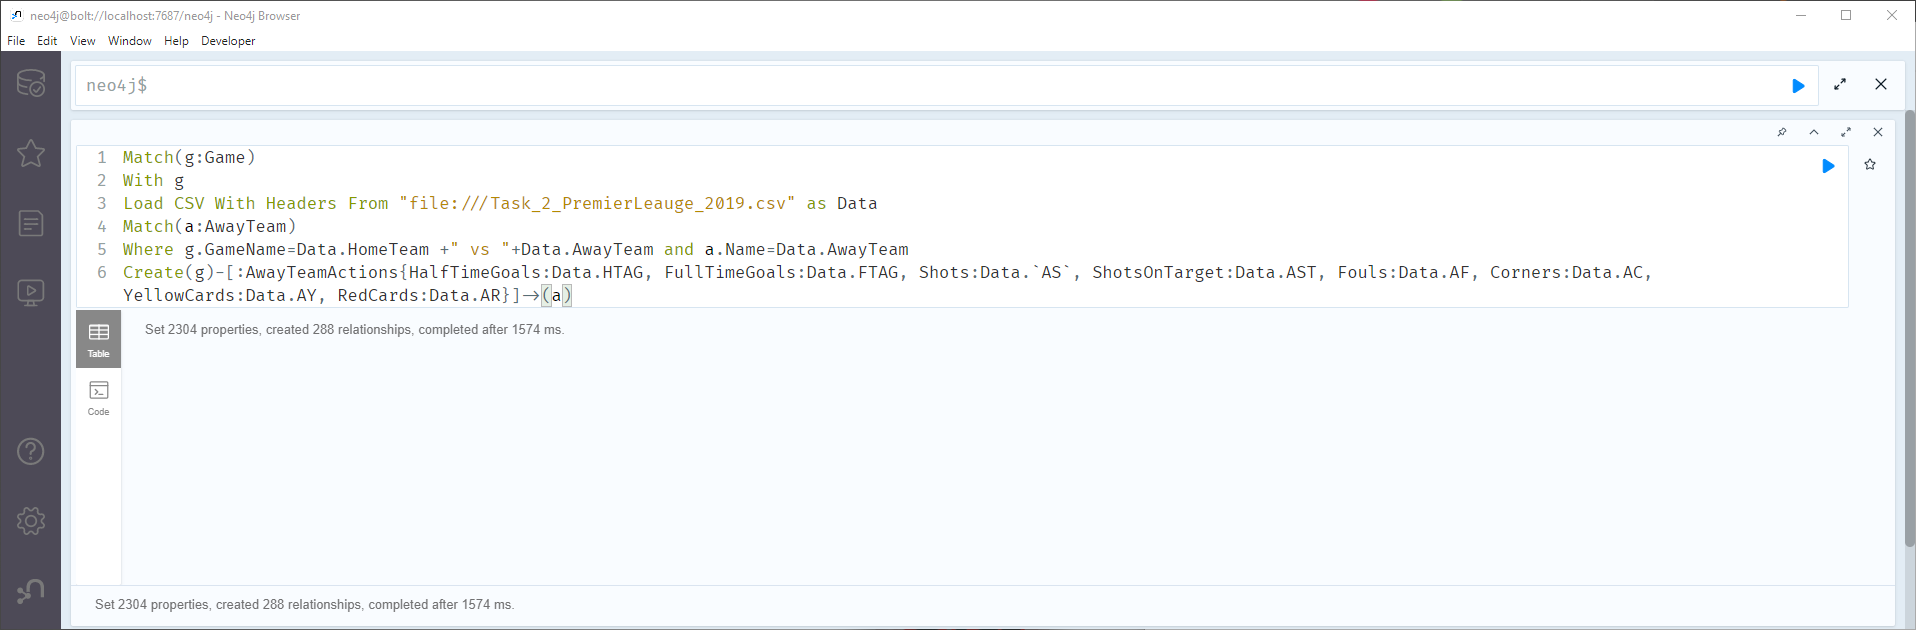 neo4j@bolt://localhost:7687/neo4j - Neo4j Browser
File Edit View Window Help Developer
neo4j$
1 Match(g:Game)
2 With g
3 Load CSV With Headers From "file:///Task_2_PremierLeauge_2019.csv" as Data
4 Match(a:AwayTeam)
5 Where g.GameName=Data.HomeTeam +" vs "+Data.AwayTeam and a.Name=Data.AwayTeam
6 Create(g)-[:AwayTeamActions{HalfTimeGoals:Data.HTAG, FullTimeGoals:Data.FTAG, Shots:Data.`AS`, ShotsOnTarget:Data.AST, Fouls:Data.AF, Corners:Data.AC,
YellowCards:Data.AY, RedCards:Data.AR}]->(a)
Set 2304 properties, created 288 relationships, completed after 1574 ms.
Table
Code
Set 2304 properties, created 288 relationships, completed after 1574 ms.